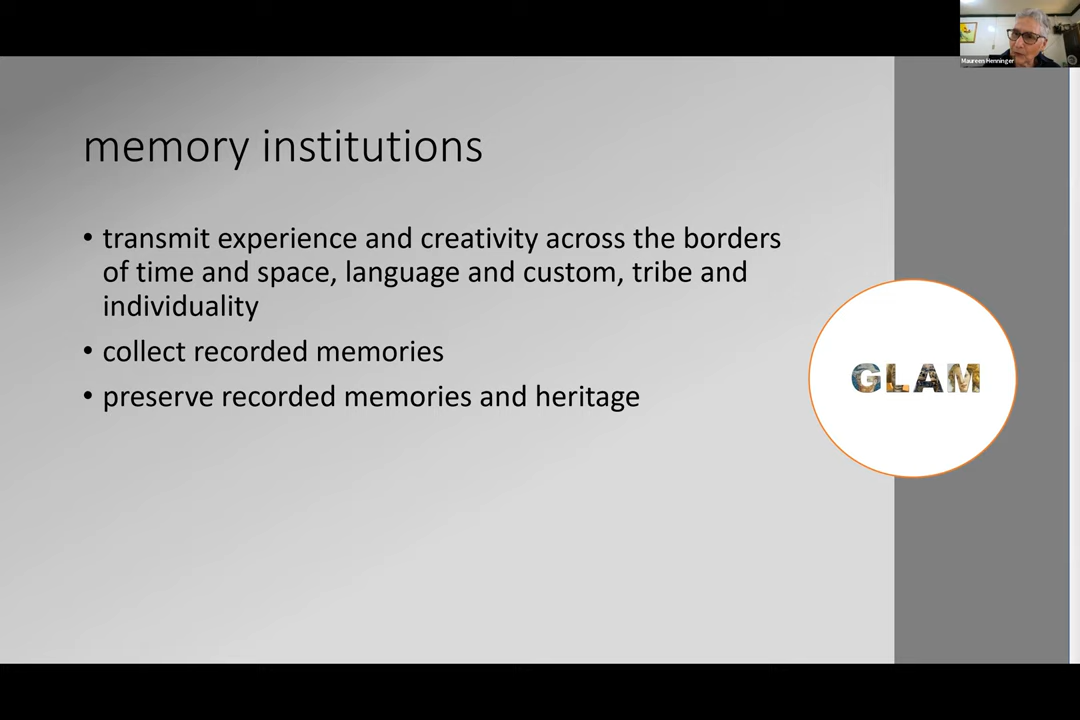 Maureen Henninger
memory institutions
• transmit experience and creativity across the borders
of time and space, language and custom, tribe and
individuality
• collect recorded memories
• preserve recorded memories and heritage
GLAM